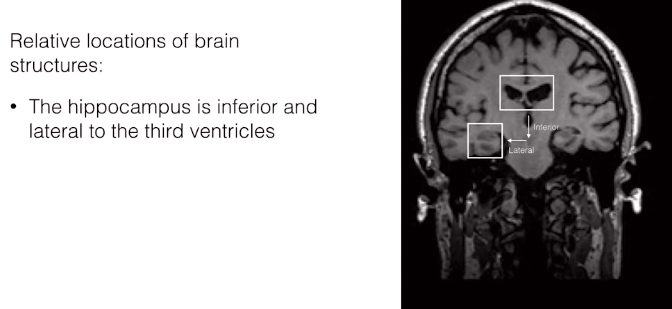 Relative locations of brain
structures:
• The hippocampus is inferior and
lateral to the third ventricles
Inferior
Lateral